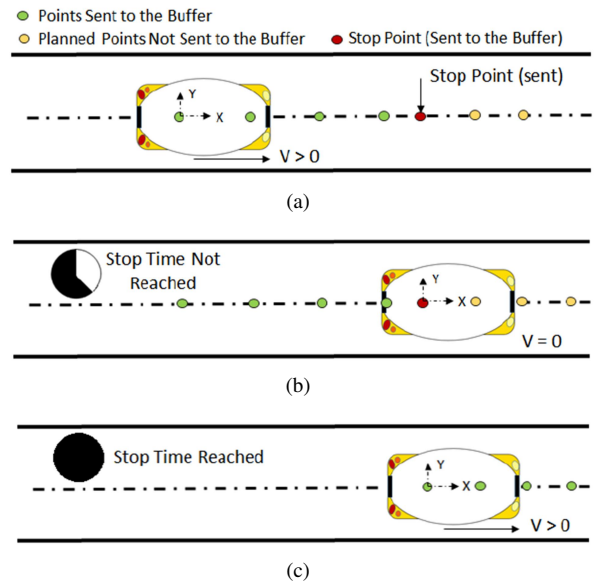 Points Sent to the Buffer
Planned Points Not Sent to the Buffer
Stop Point (Sent to the Buffer)
Stop Point (sent)
Y
X
V > 0
(a)
Stop Time Not
Reached
Y
X
V = 0
(b)
Stop Time Reached
Y
X
V > 0
(c)